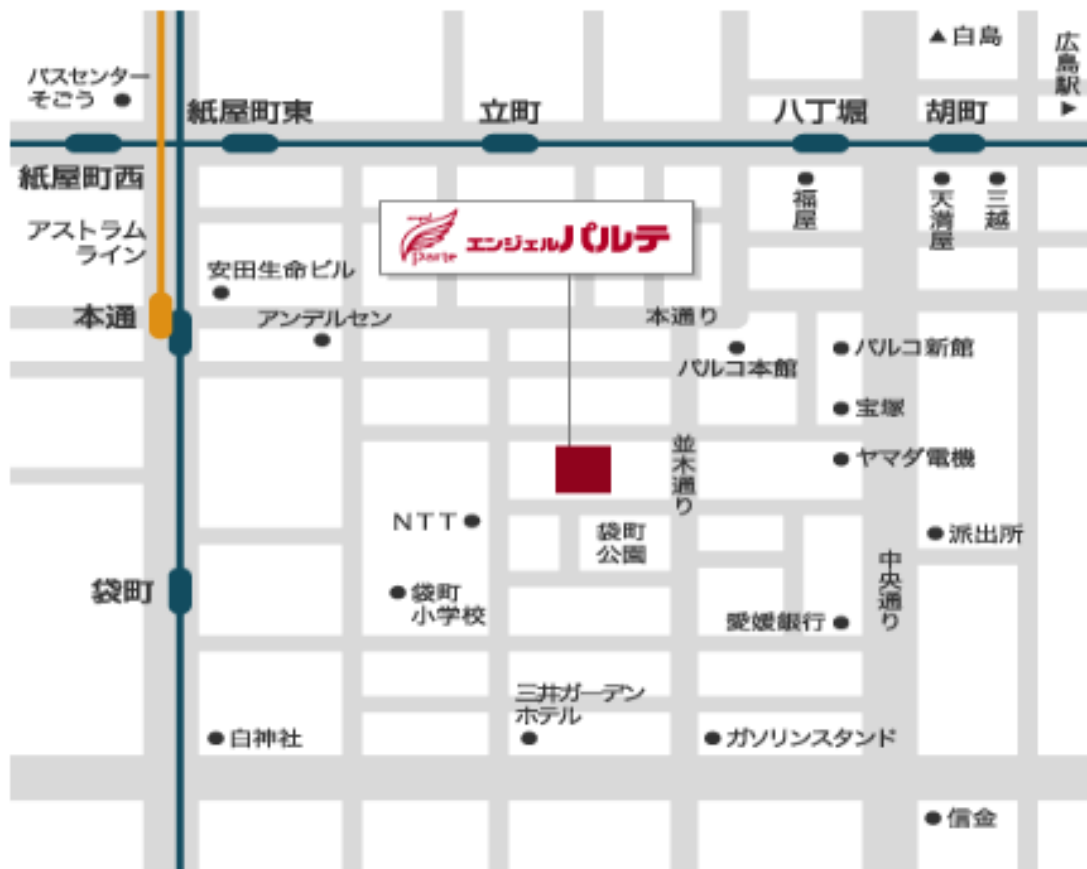 ▲白島
広島駅▶
バスセンター
そごう
紙屋町東
立町
八丁堀
胡町
紙屋町西
福屋
天満屋
三越
アストラム
ライン
Parte
エンジェルパルテ
安田生命ビル
本通
アンデルセン
本通り
パルコ本館
パルコ新館
宝塚
並木通り
ヤマダ電機
NTT
袋町
公園
派出所
中央通り
袋町
袋町
小学校
愛媛銀行
三井ガーデン
ホテル
白神社
ガソリンスタンド
信金